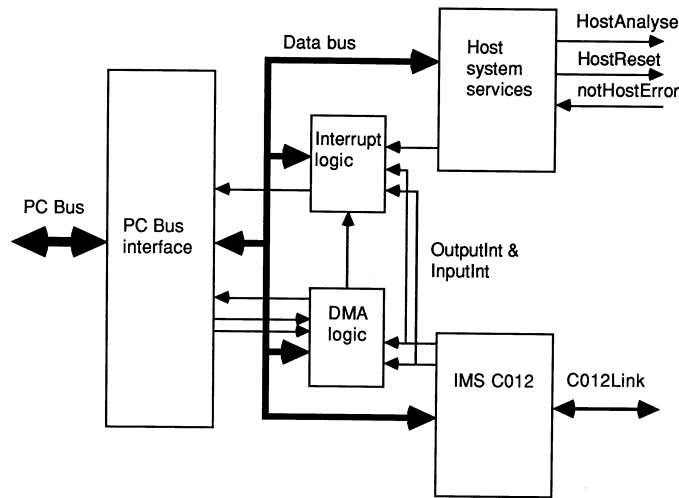 HostAnalyse
Data bus
Host
system
services
HostReset
notHostError
Interrupt
logic
PC Bus
PC Bus
interface
OutputInt &
InputInt
DMA
logic
IMS C012
C012Link